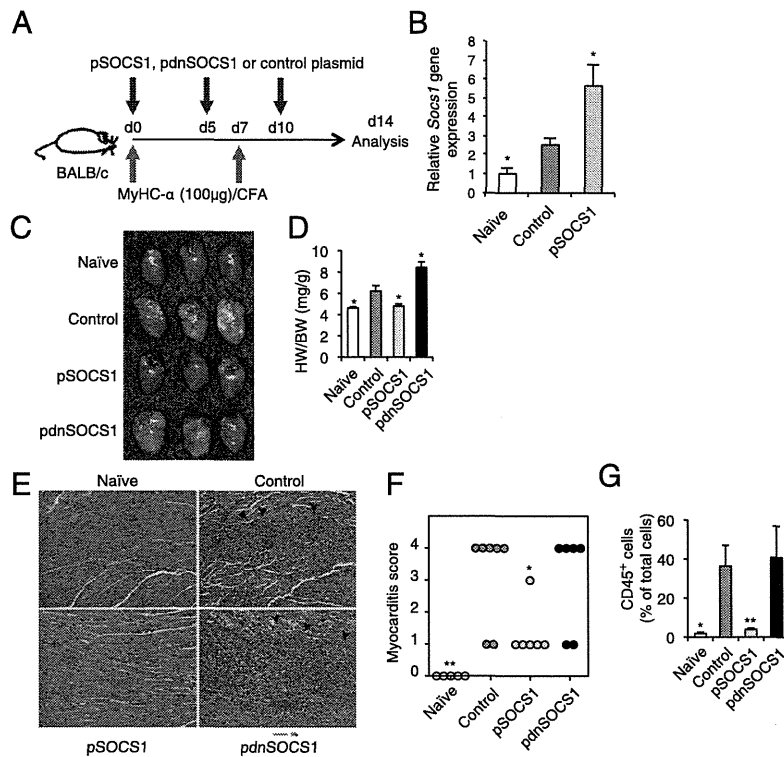 A
pSOCS1, pdnSOCS1 or control plasmid
d0 d5 d7 d10
d14
Analysis
BALB/c
MyHC-α (100µg)/CFA
B
Relative Socs1 gene
expression
8
7
6
5
4
3
2
1
0
*
*
Naïve
Control
pSOCS1
C
Naïve
Control
pSOCS1
pdnSOCS1
D
HW/BW (mg/g)
10
8
6
4
2
0
*
*
*
Naïve
Control
pSOCS1
pdnSOCS1
E
Naïve Control
pSOCS1 pdnSOCS1
F
Myocarditis score
4
3
2
1
0
**
*
Naïve
Control
pSOCS1
pdnSOCS1
G
CD45+ cells
(% of total cells)
60
40
20
0
*
**
Naïve
Control
pSOCS1
pdnSOCS1